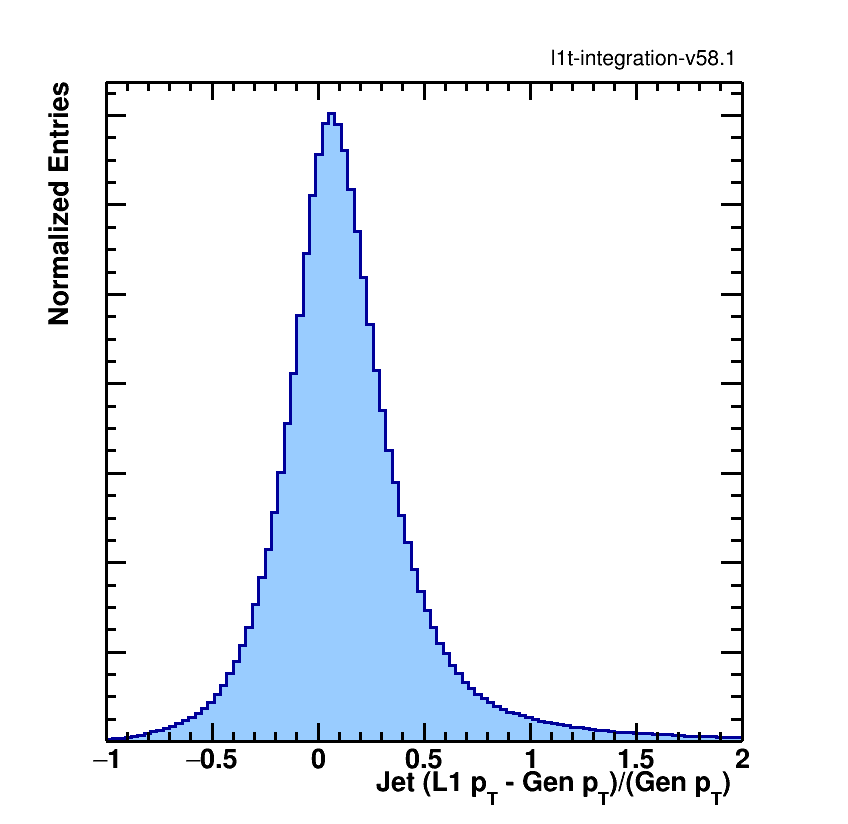 l1t-integration-v58.1
Normalized Entries
−1 −0.5 0 0.5 1 1.5 2
Jet (L1 p_T - Gen p_T)/(Gen p_T)